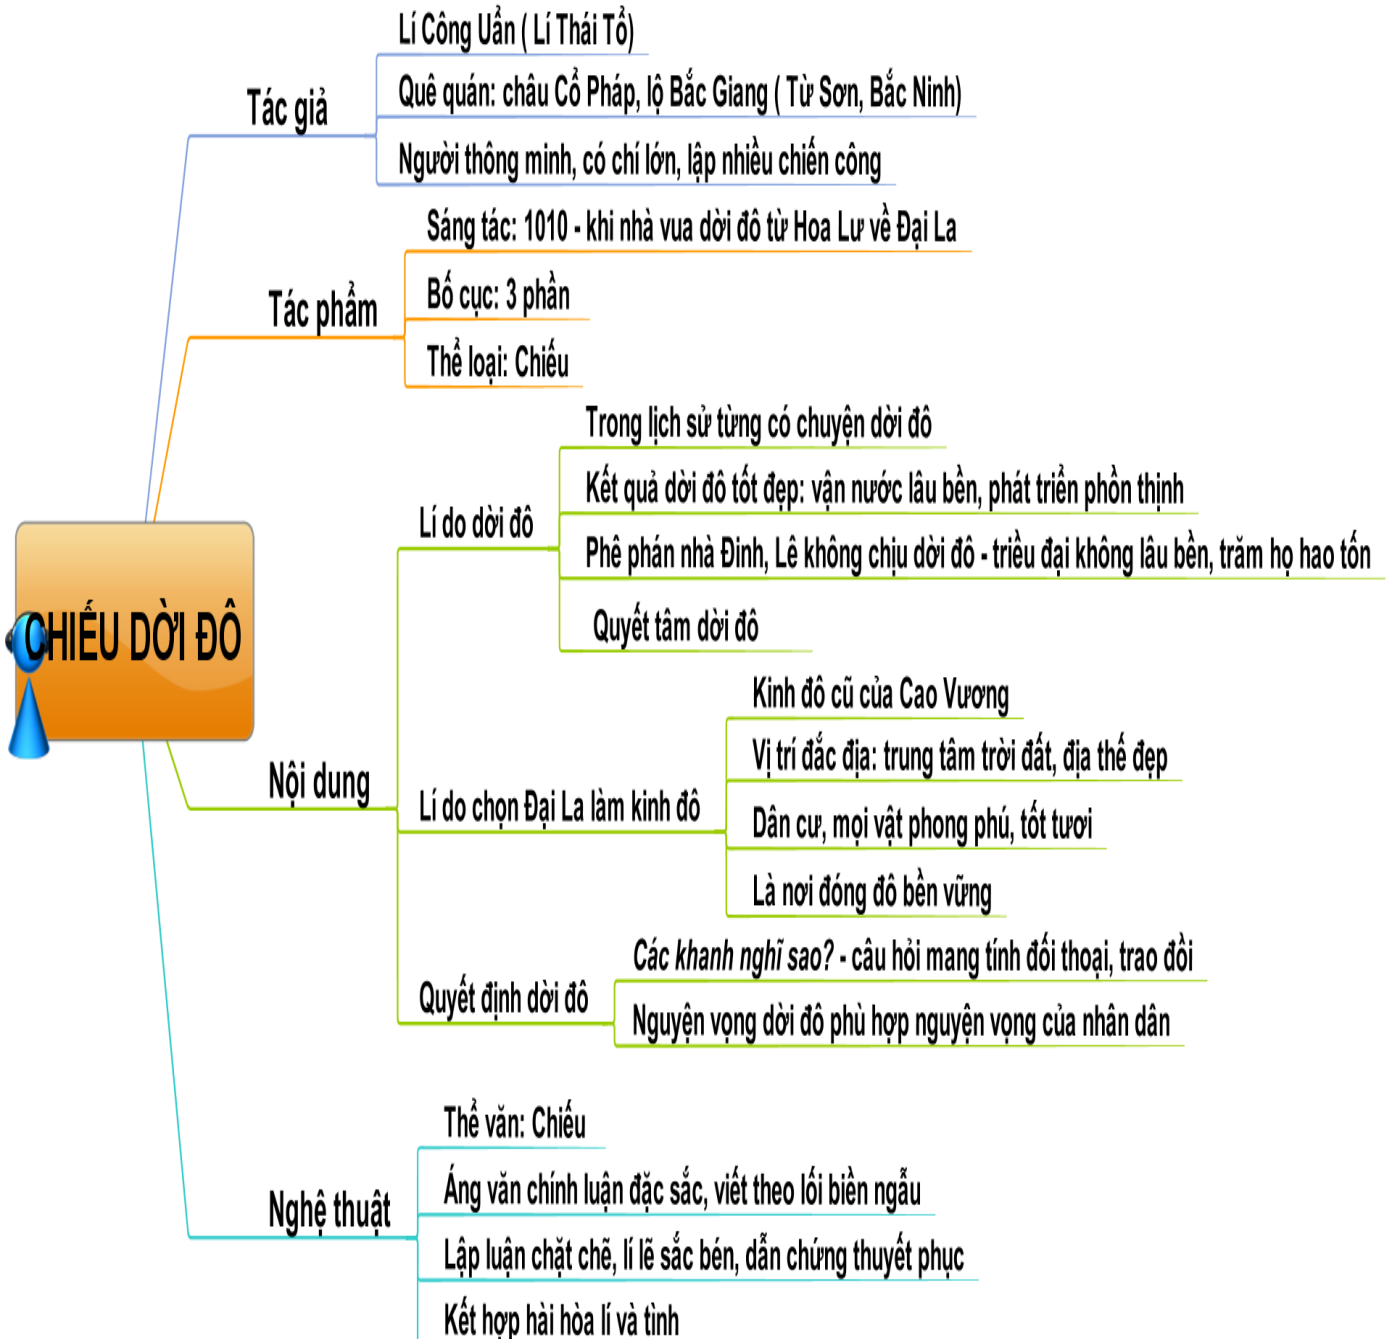 Lí Công Uẩn ( Lí Thái Tổ)
Quê quán: châu Cổ Pháp, lộ Bắc Giang ( Từ Sơn, Bắc Ninh)
Tác giả
Người thông minh, có chí lớn, lập nhiều chiến công
Sáng tác: 1010 - khi nhà vua dời đô từ Hoa Lư về Đại La
Bố cục: 3 phần
Tác phẩm
Thể loại: Chiếu
Trong lịch sử từng có chuyện dời đô
Kết quả dời đô tốt đẹp: vận nước lâu bền, phát triển phồn thịnh
Lí do dời đô
Phê phán nhà Đinh, Lê không chịu dời đô - triều đại không lâu bền, trăm họ hao tốn
Quyết tâm dời đô
CHIẾU DỜI ĐÔ
Kinh đô cũ của Cao Vương
Vị trí đắc địa: trung tâm trời đất, địa thế đẹp
Nội dung
Lí do chọn Đại La làm kinh đô
Dân cư, mọi vật phong phú, tốt tươi
Là nơi đóng đô bền vững
Các khanh nghĩ sao? - câu hỏi mang tính đối thoại, trao đồi
Quyết định dời đô
Nguyện vọng dời đô phù hợp nguyện vọng của nhân dân
Thể văn: Chiếu
Áng văn chính luận đặc sắc, viết theo lối biền ngẫu
Nghệ thuật
Lập luận chặt chẽ, lí lẽ sắc bén, dẫn chứng thuyết phục
Kết hợp hài hòa lí và tình